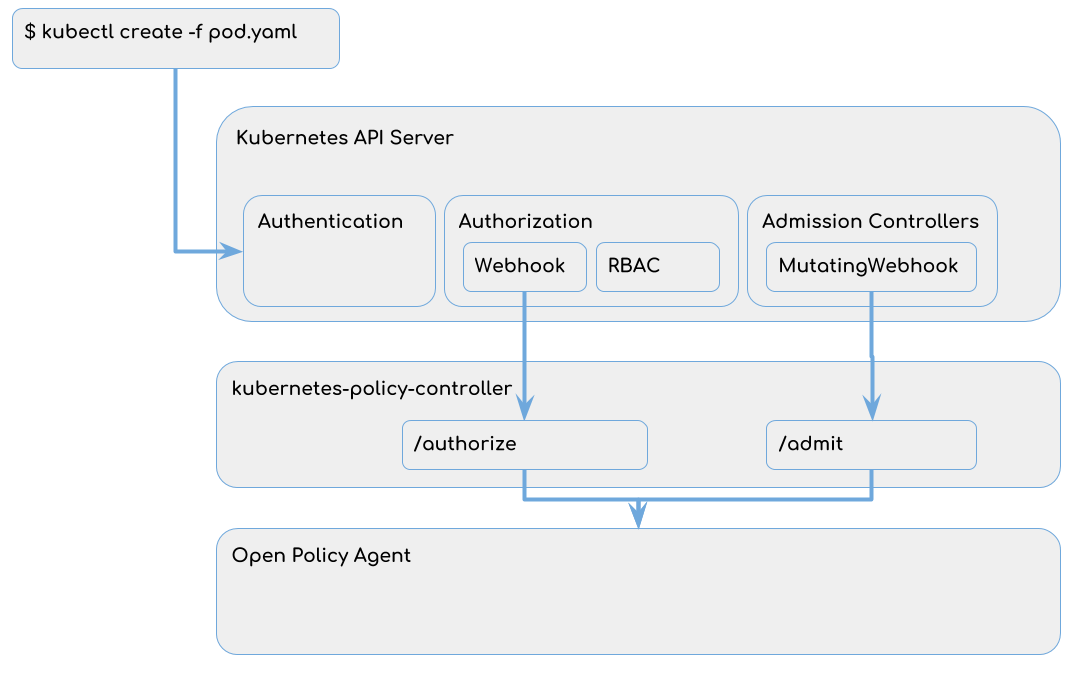 $ kubectl create -f pod.yaml
Kubernetes API Server
Authentication
Authorization
Webhook
RBAC
Admission Controllers
MutatingWebhook
kubernetes-policy-controller
/authorize
/admit
Open Policy Agent